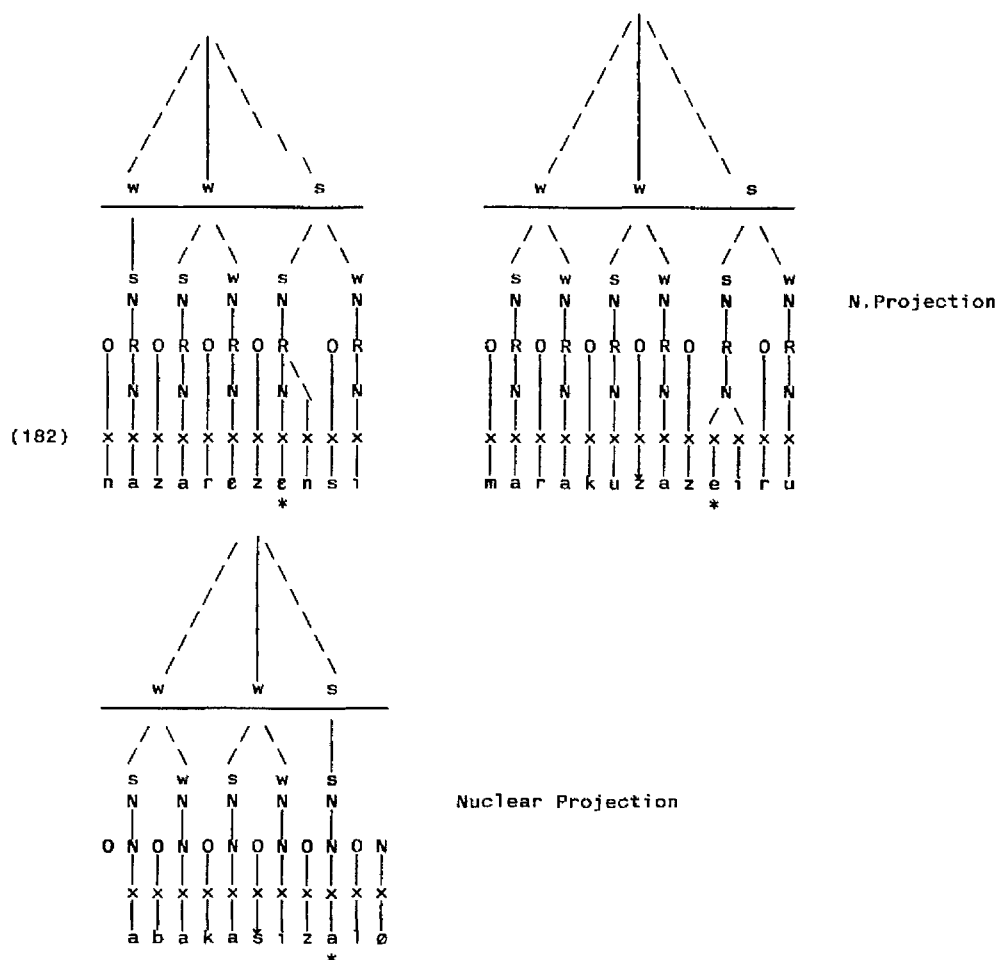 w w s w w s
s s w s w s w s w s w
N N N N N N N N N N N N.Projection
O R O R O R O R O R O R O R O R O R O R O R
N N N N N N N N N N N
(182) x x x x x x x x x x x x x x x x x x x x x x x x
n a z a r ɛ z ɛ n s i m a r a k u ž a z e i r u
* *
w w s
s w s w s
N N N N N Nuclear Projection
O N O N O N O N O N O N
x x x x x x x x x x x
a b a k a š i z a l ø
*